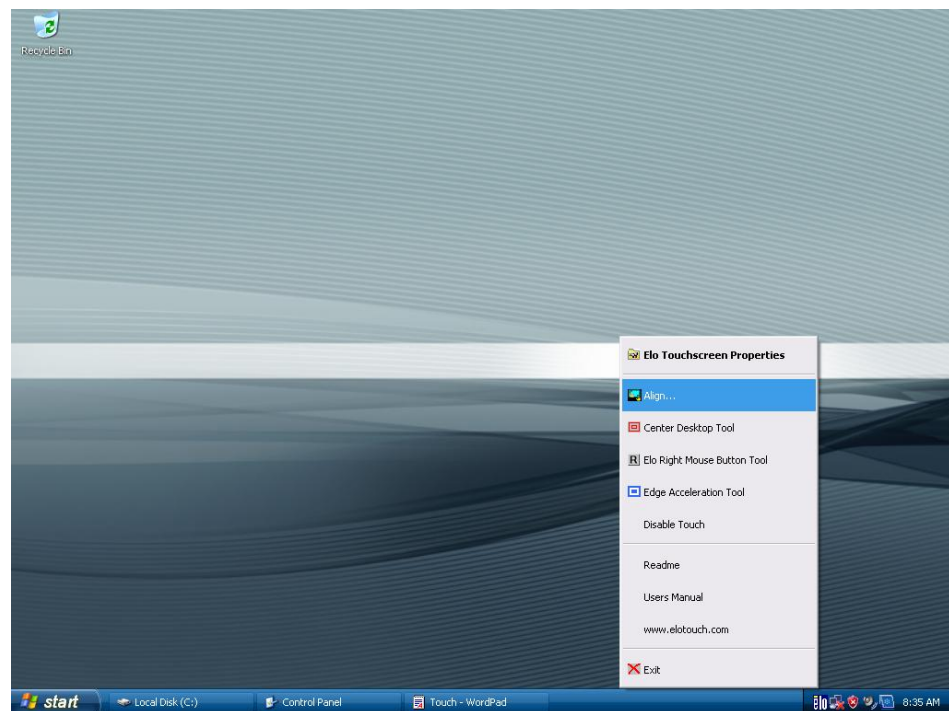 Recycle Bin
Elo Touchscreen Properties
Align...
Center Desktop Tool
R Elo Right Mouse Button Tool
Edge Acceleration Tool
Disable Touch
Readme
Users Manual
www.elotouch.com
Exit
start Local Disk (C:) Control Panel Touch - WordPad elo 8:35 AM